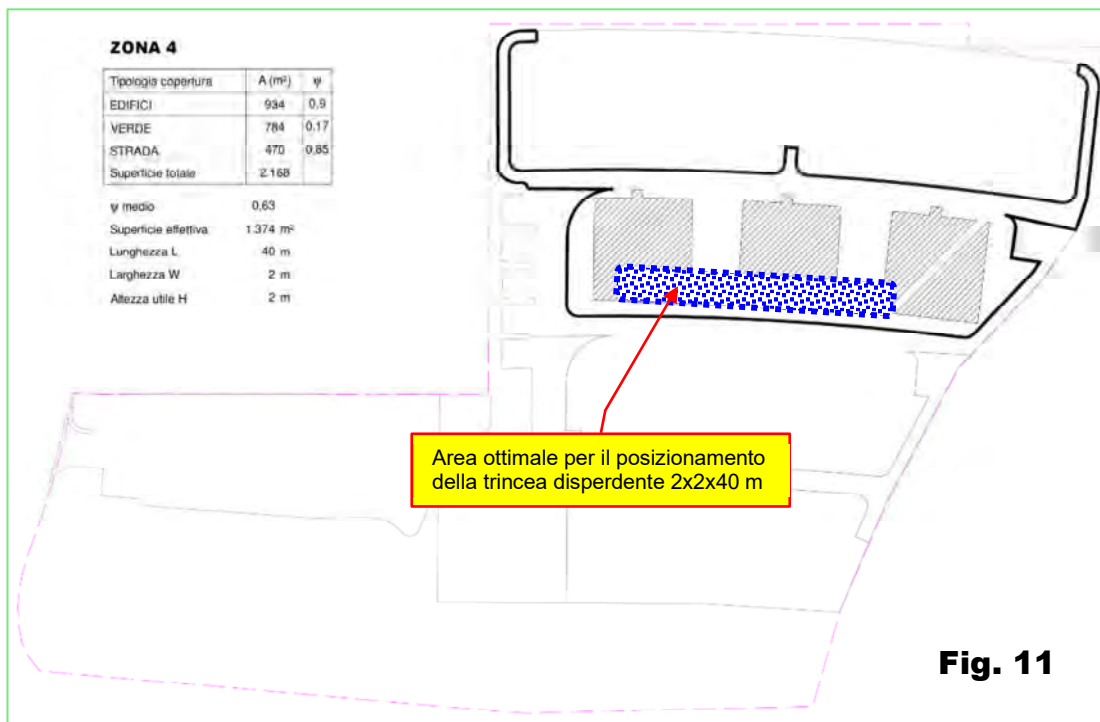 ZONA 4
Tipologia copertura A (m²) ψ
EDIFICI 934 0,9
VERDE 784 0,17
STRADA 470 0,85
Superficie totale 2.168
ψ medio 0,63
Superficie effettiva 1.374 m²
Lunghezza L 40 m
Larghezza W 2 m
Altezza utile H 2 m
Area ottimale per il posizionamento
della trincea disperdente 2x2x40 m
Fig. 11